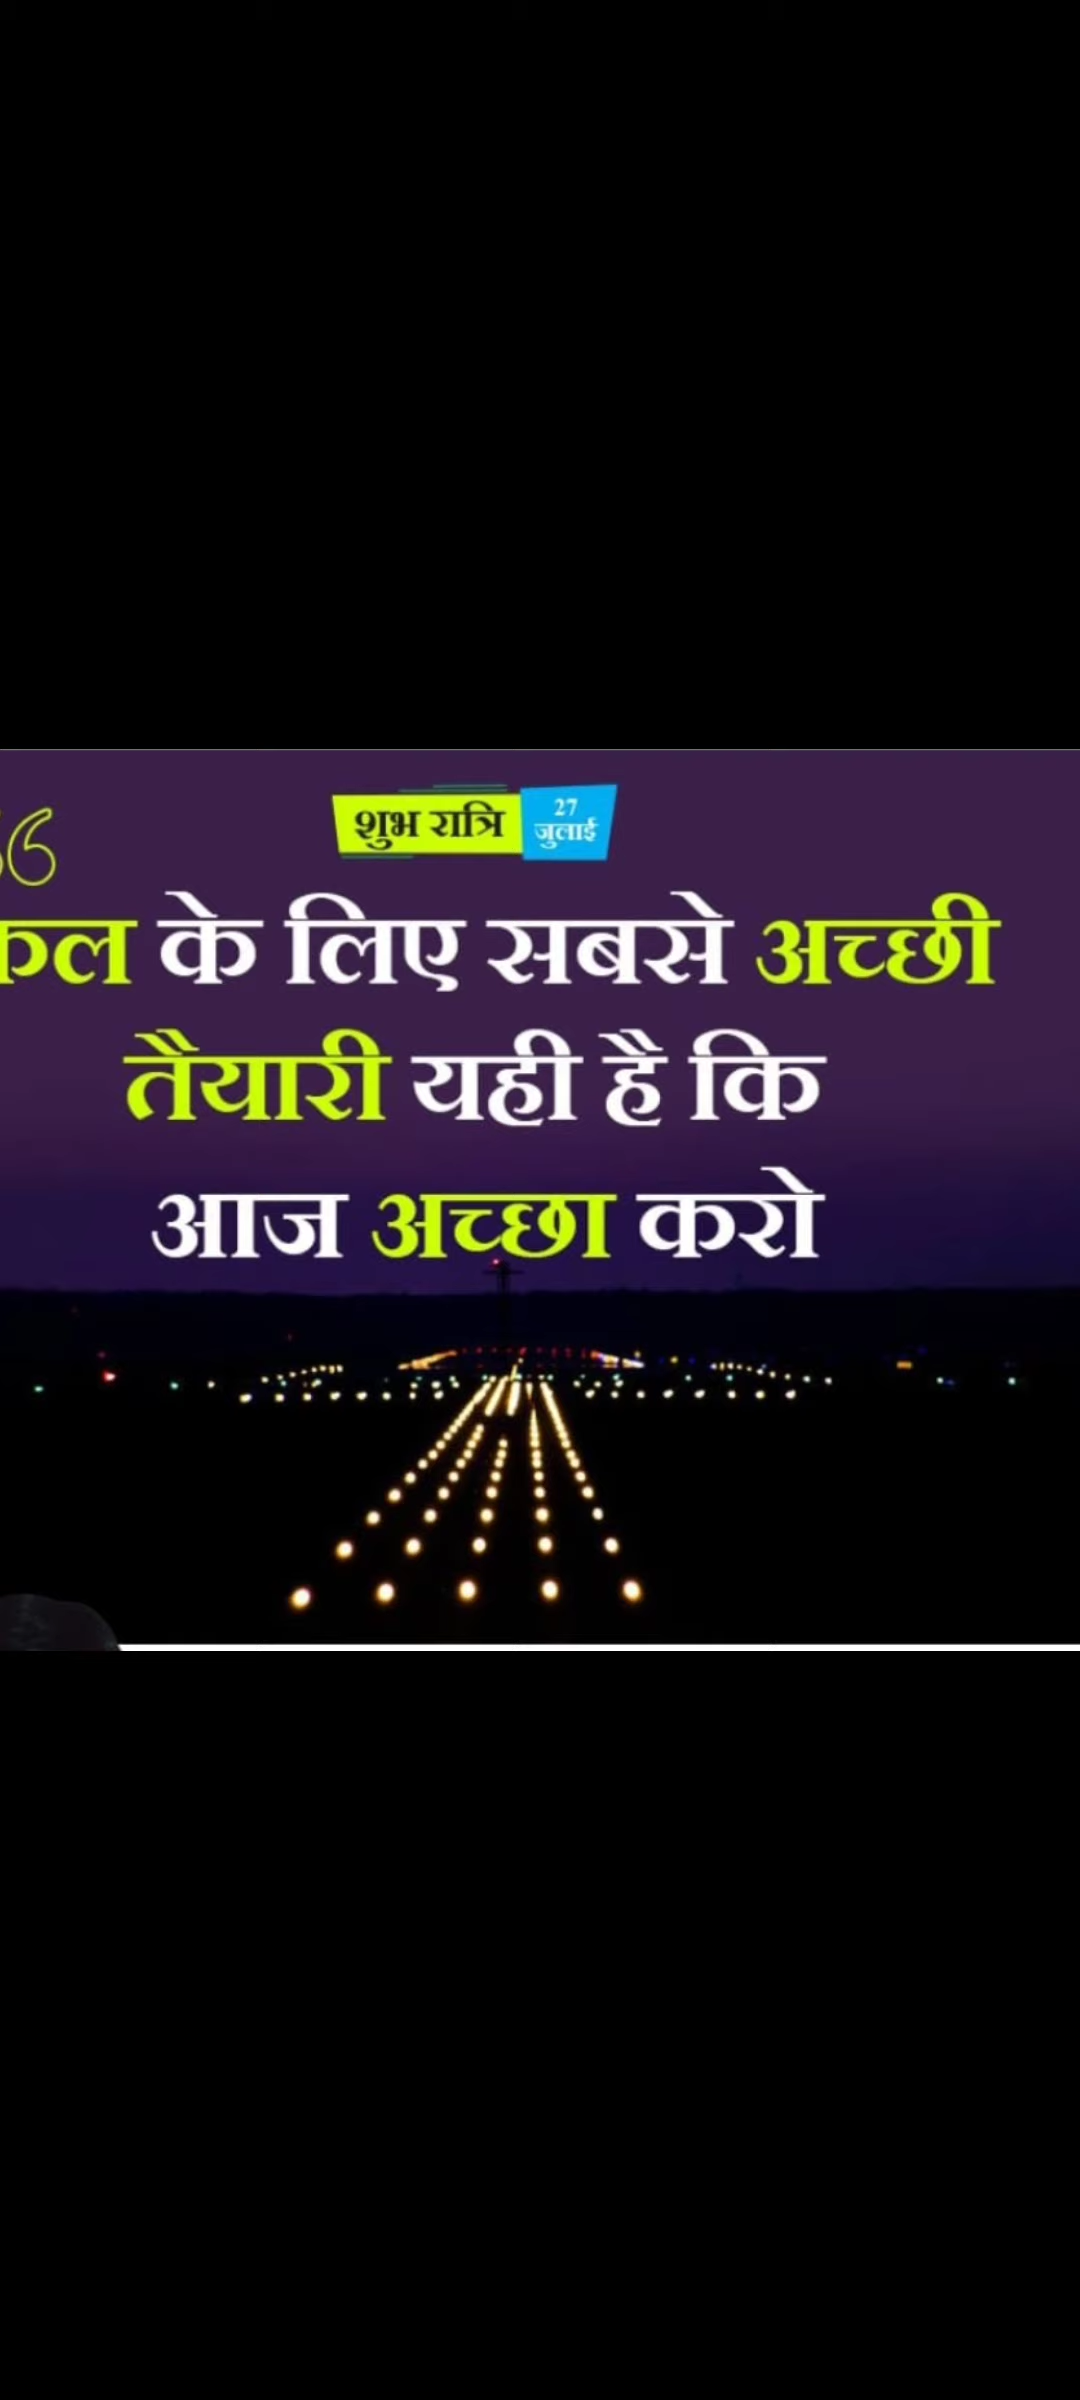 शुभ रात्रि
27
जुलाई
कल के लिए सबसे अच्छी
तैयारी यही है कि
आज अच्छा करो